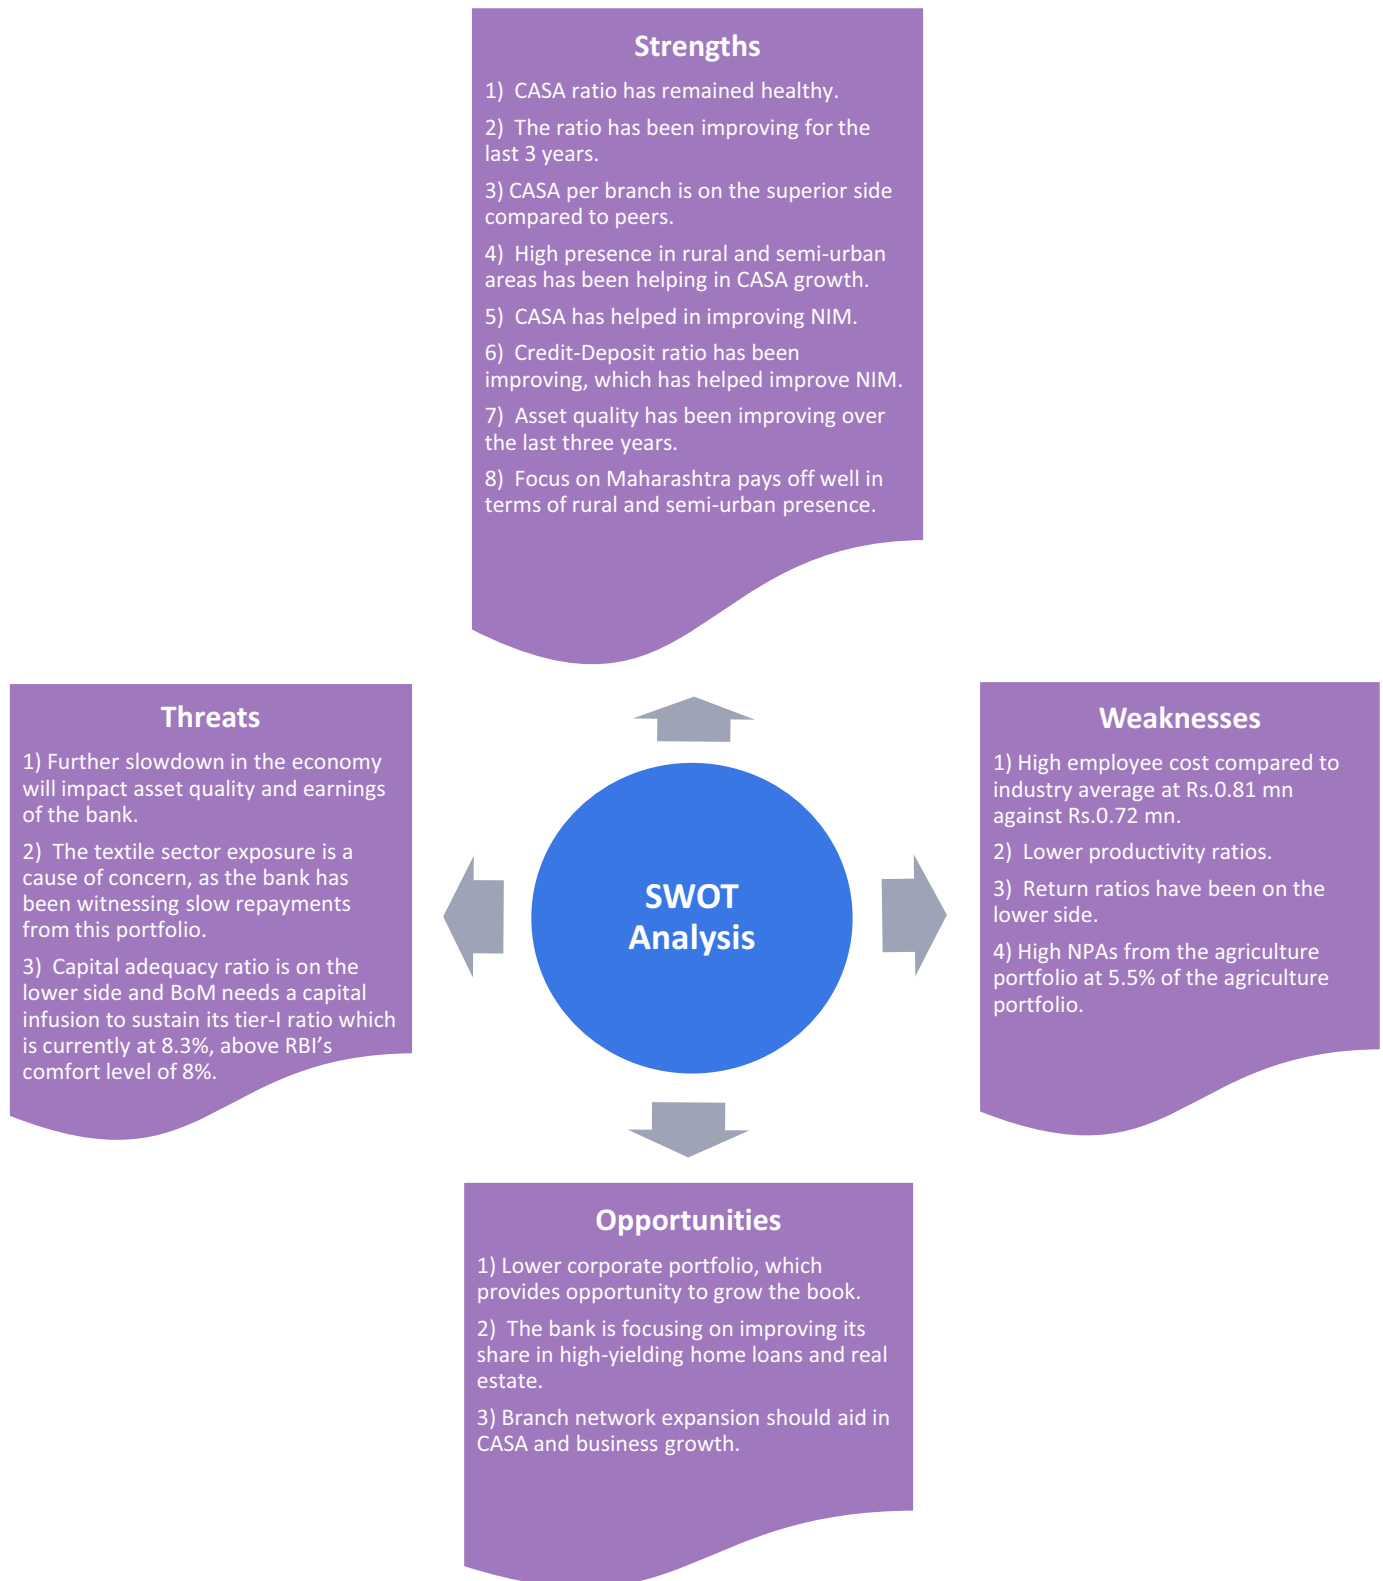 Strengths
1) CASA ratio has remained healthy.
2) The ratio has been improving for the
last 3 years.
3) CASA per branch is on the superior side
compared to peers.
4) High presence in rural and semi-urban
areas has been helping in CASA growth.
5) CASA has helped in improving NIM.
6) Credit-Deposit ratio has been
improving, which has helped improve NIM.
7) Asset quality has been improving over
the last three years.
8) Focus on Maharashtra pays off well in
terms of rural and semi-urban presence.
Threats
1) Further slowdown in the economy
will impact asset quality and earnings
of the bank.
2) The textile sector exposure is a
cause of concern, as the bank has
been witnessing slow repayments
from this portfolio.
3) Capital adequacy ratio is on the
lower side and BoM needs a capital
infusion to sustain its tier-I ratio which
is currently at 8.3%, above RBI’s
comfort level of 8%.
SWOT
Analysis
Weaknesses
1) High employee cost compared to
industry average at Rs.0.81 mn
against Rs.0.72 mn.
2) Lower productivity ratios.
3) Return ratios have been on the
lower side.
4) High NPAs from the agriculture
portfolio at 5.5% of the agriculture
portfolio.
Opportunities
1) Lower corporate portfolio, which
provides opportunity to grow the book.
2) The bank is focusing on improving its
share in high-yielding home loans and real
estate.
3) Branch network expansion should aid in
CASA and business growth.